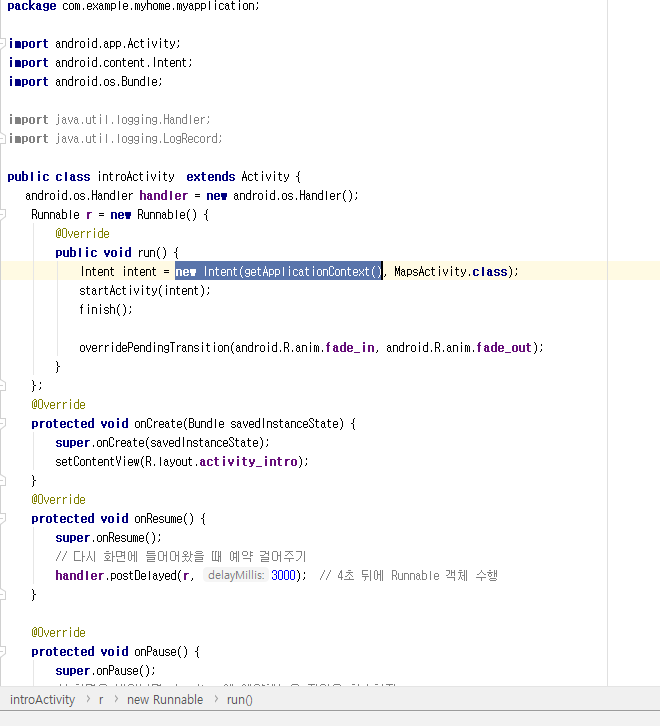 package com.example.myhome.myapplication;
import android.app.Activity;
import android.content.Intent;
import android.os.Bundle;
import java.util.logging.Handler;
import java.util.logging.LogRecord;
public class introActivity  extends Activity {
android.os.Handler handler = new android.os.Handler();
Runnable r = new Runnable() {
@Override
public void run() {
Intent intent = new Intent(getApplicationContext(), MapsActivity.class);
startActivity(intent);
finish();
overridePendingTransition(android.R.anim.fade_in, android.R.anim.fade_out);
}
};
@Override
protected void onCreate(Bundle savedInstanceState) {
super.onCreate(savedInstanceState);
setContentView(R.layout.activity_intro);
}
@Override
protected void onResume() {
super.onResume();
// 다시 화면에 들어어왔을 때 예약 걸어주기
handler.postDelayed(r, delayMillis: 3000); // 4초 뒤에 Runnable 객체 수행
}
@Override
protected void onPause() {
super.onPause();
introActivity > r > new Runnable > run()